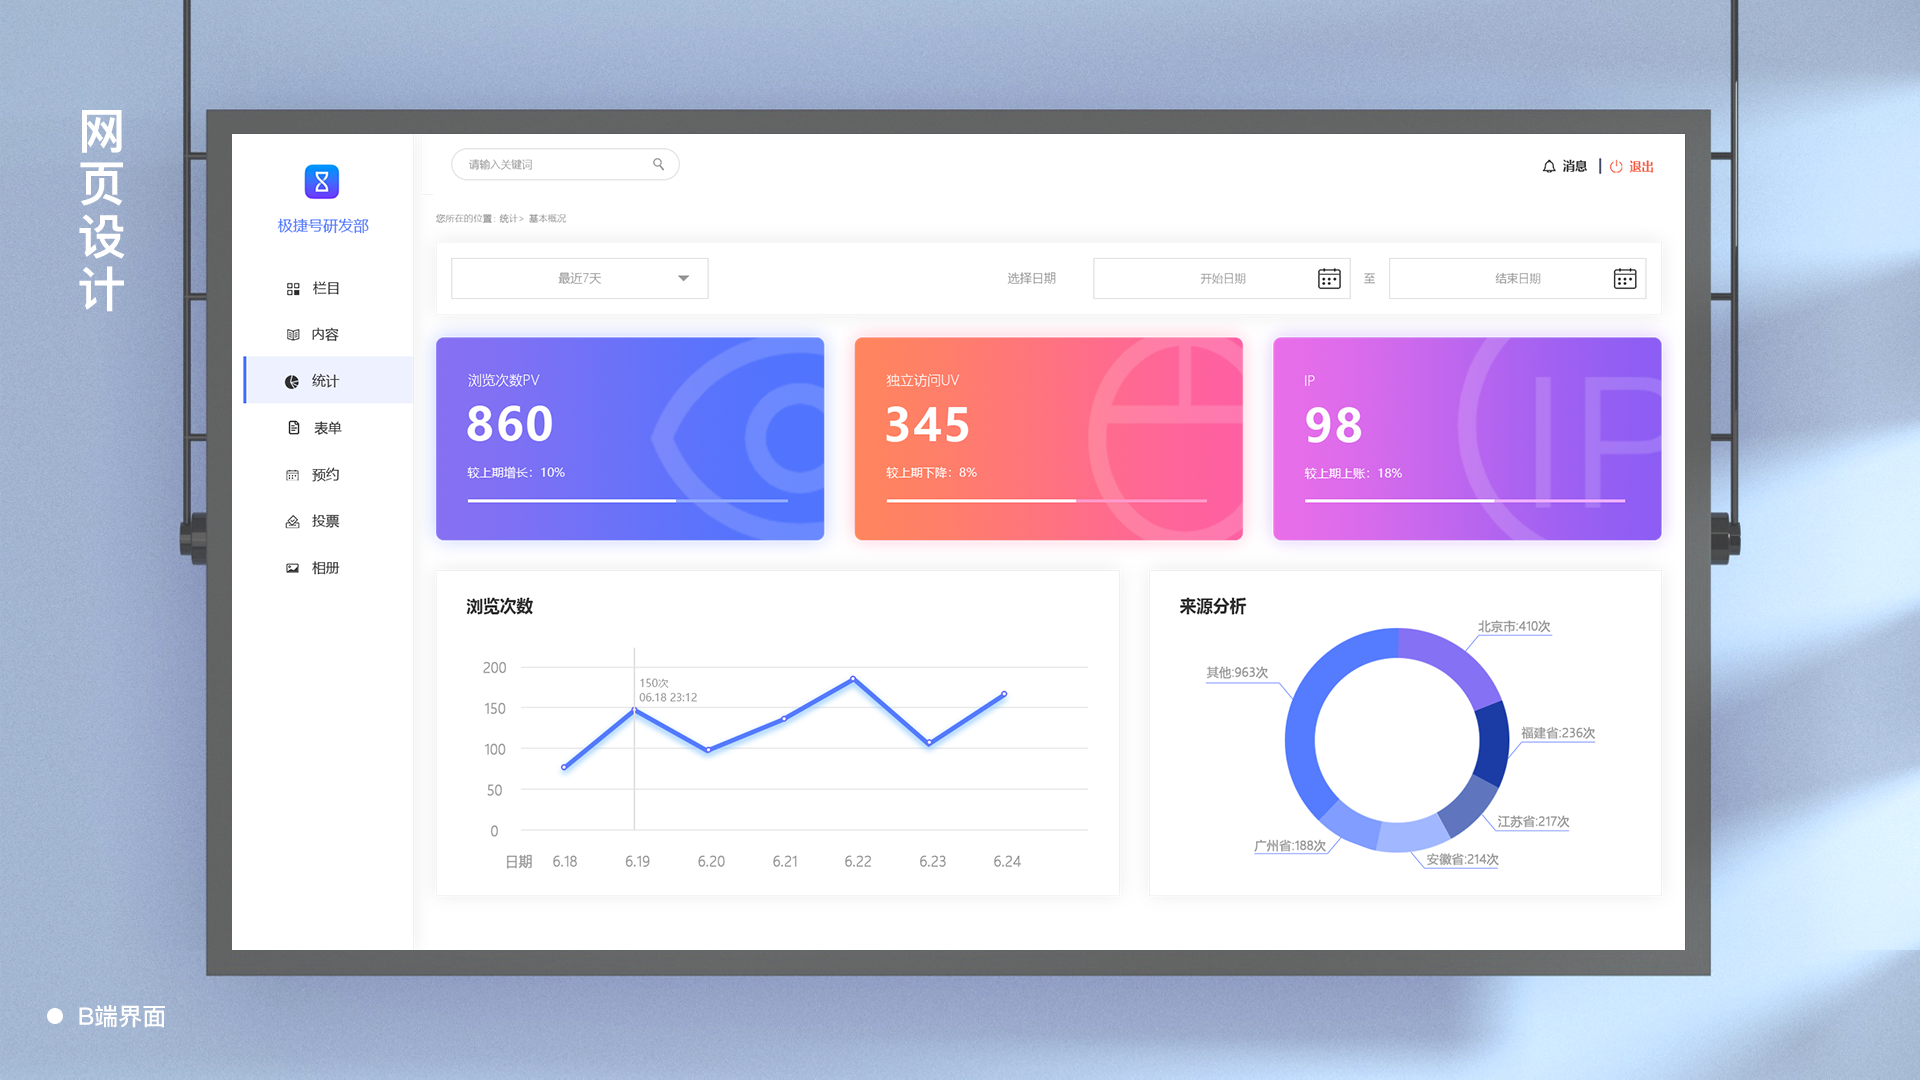 网页设计
极捷号研发部
栏目
内容
统计
表单
预约
投票
相册
请输入关键词
消息
退出
您所在的位置: 统计> 基本概况
最近7天
选择日期
开始日期
至
结束日期
浏览次数PV
860
较上期增长: 10%
独立访问UV
345
较上期下降: 8%
IP
98
较上期上账: 18%
IP
浏览次数
200
150
100
50
0
150次
06.18 23:12
日期 6.18 6.19 6.20 6.21 6.22 6.23 6.24
来源分析
北京市:410次
其他:963次
福建省:236次
江苏省:217次
广州省:188次
安徽省:214次
B端界面